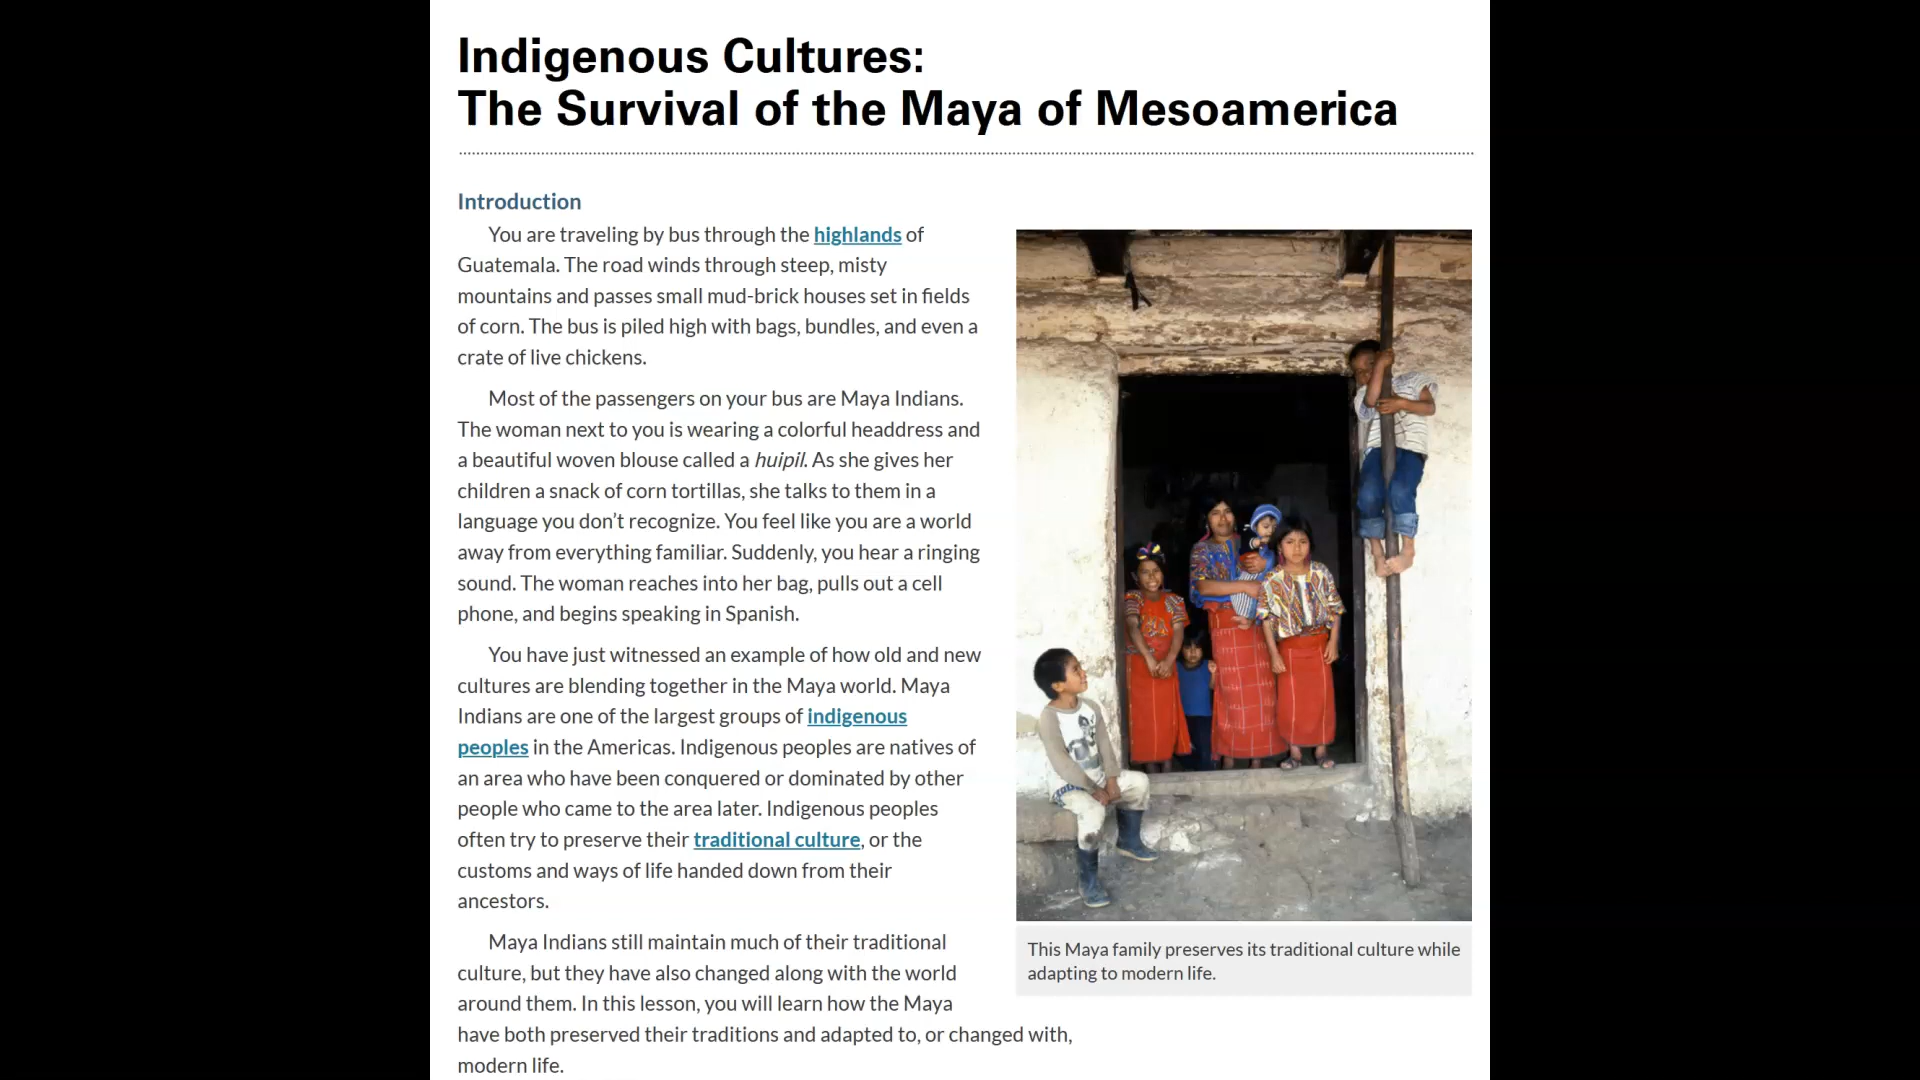 Indigenous Cultures:
The Survival of the Maya of Mesoamerica
Introduction
You are traveling by bus through the highlands of
Guatemala. The road winds through steep, misty
mountains and passes small mud-brick houses set in fields
of corn. The bus is piled high with bags, bundles, and even a
crate of live chickens.
Most of the passengers on your bus are Maya Indians.
The woman next to you is wearing a colorful headdress and
a beautiful woven blouse called a huipil. As she gives her
children a snack of corn tortillas, she talks to them in a
language you don’t recognize. You feel like you are a world
away from everything familiar. Suddenly, you hear a ringing
sound. The woman reaches into her bag, pulls out a cell
phone, and begins speaking in Spanish.
You have just witnessed an example of how old and new
cultures are blending together in the Maya world. Maya
Indians are one of the largest groups of indigenous
peoples in the Americas. Indigenous peoples are natives of
an area who have been conquered or dominated by other
people who came to the area later. Indigenous peoples
often try to preserve their traditional culture, or the
customs and ways of life handed down from their
ancestors.
Maya Indians still maintain much of their traditional
culture, but they have also changed along with the world
around them. In this lesson, you will learn how the Maya
have both preserved their traditions and adapted to, or changed with,
modern life.
This Maya family preserves its traditional culture while
adapting to modern life.